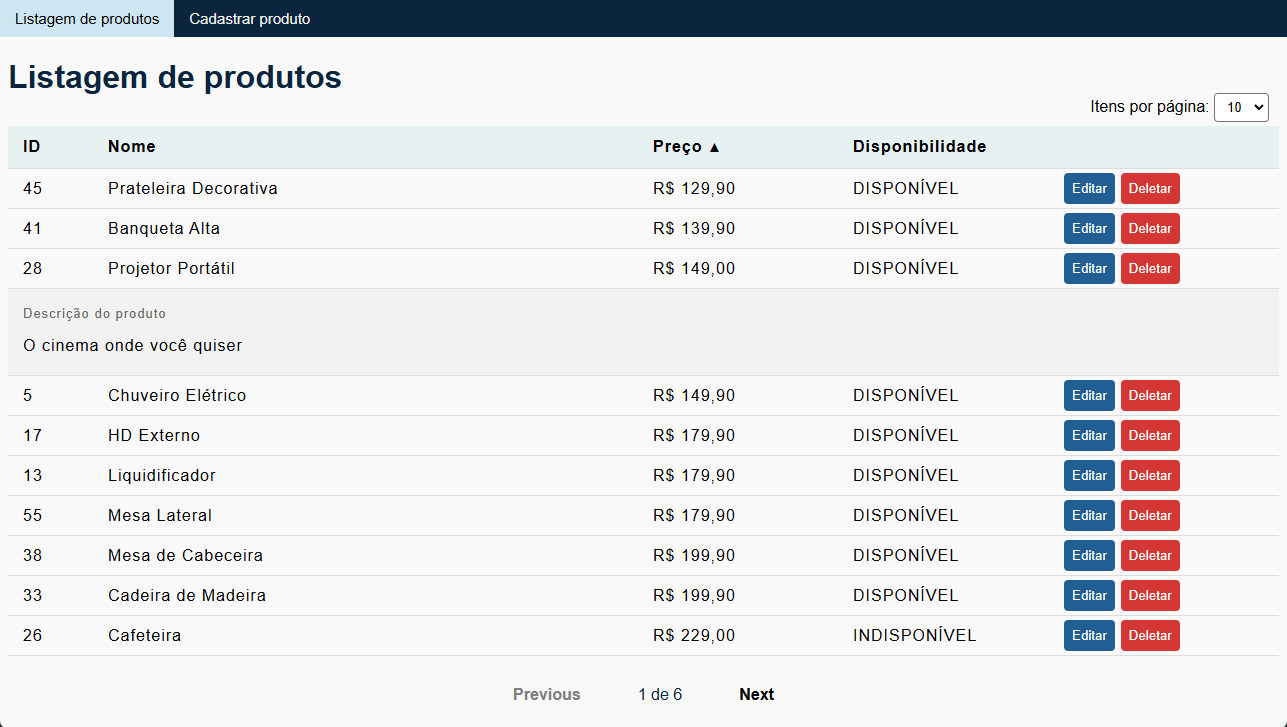 Listagem de produtos Cadastrar produto
Listagem de produtos
Itens por página: 10
ID Nome Preço ▲ Disponibilidade
45 Prateleira Decorativa R$ 129,90 DISPONÍVEL Editar Deletar
41 Banqueta Alta R$ 139,90 DISPONÍVEL Editar Deletar
28 Projetor Portátil R$ 149,00 DISPONÍVEL Editar Deletar
Descrição do produto
O cinema onde você quiser
5 Chuveiro Elétrico R$ 149,90 DISPONÍVEL Editar Deletar
17 HD Externo R$ 179,90 DISPONÍVEL Editar Deletar
13 Liquidificador R$ 179,90 DISPONÍVEL Editar Deletar
55 Mesa Lateral R$ 179,90 DISPONÍVEL Editar Deletar
38 Mesa de Cabeceira R$ 199,90 DISPONÍVEL Editar Deletar
33 Cadeira de Madeira R$ 199,90 DISPONÍVEL Editar Deletar
26 Cafeteira R$ 229,00 INDISPONÍVEL Editar Deletar
Previous 1 de 6 Next